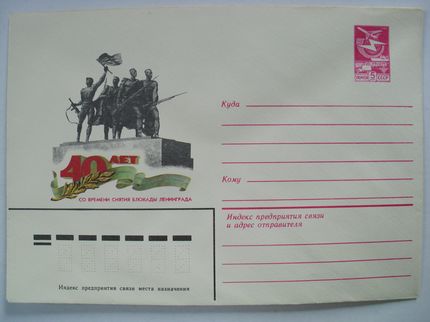 40 ЛЕТ
СО ВРЕМЕНИ СНЯТИЯ БЛОКАДЫ ЛЕНИНГРАДА
ПОЧТА 5 СССР
Куда
Кому
Индекс предприятия связи
и адрес отправителя
Индекс предприятия связи места назначения